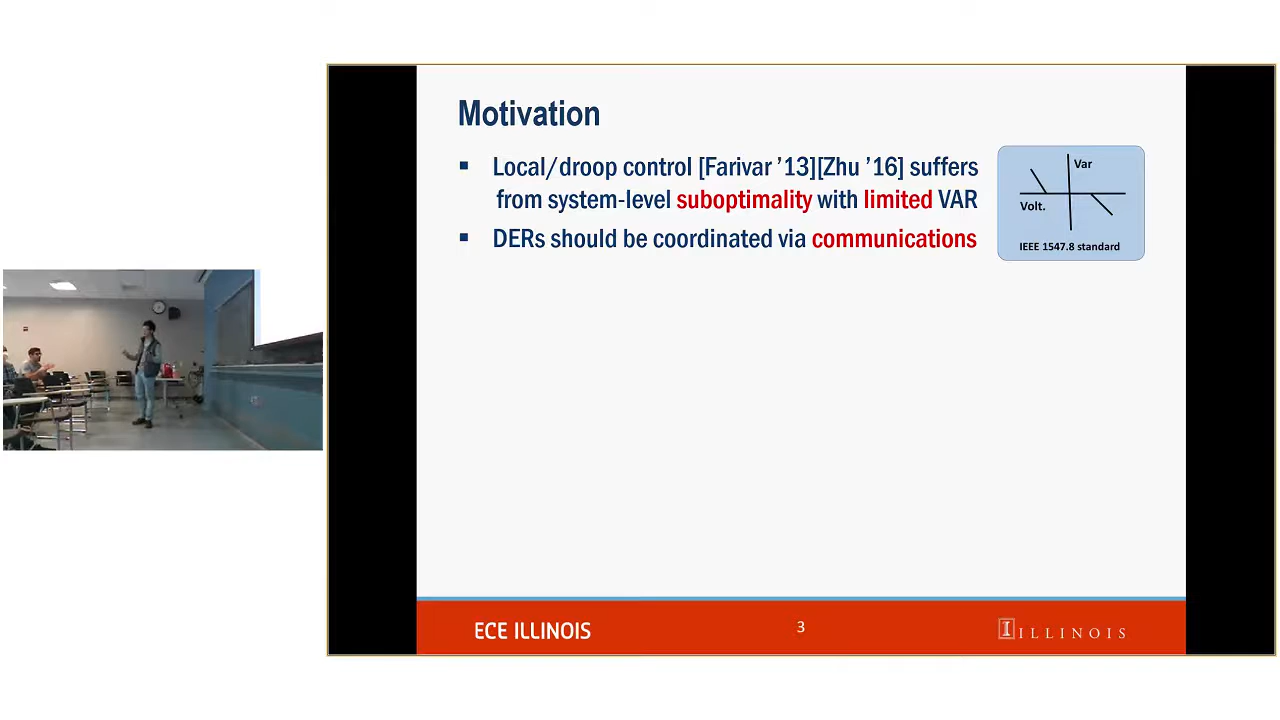 Motivation
▪ Local/droop control [Farivar ’13][Zhu ’16] suffers
from system-level suboptimality with limited VAR
▪ DERs should be coordinated via communications
Var
Volt.
IEEE 1547.8 standard
ECE ILLINOIS
3
I ILLINOIS